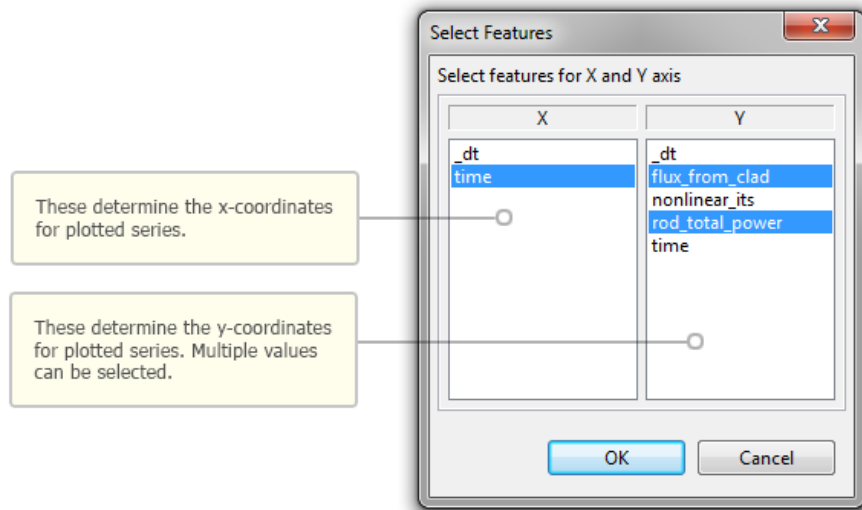 Select Features
Select features for X and Y axis
X
Y
_dt
time
_dt
flux_from_clad
nonlinear_its
rod_total_power
time
These determine the x-coordinates
for plotted series.
These determine the y-coordinates
for plotted series. Multiple values
can be selected.
OK
Cancel